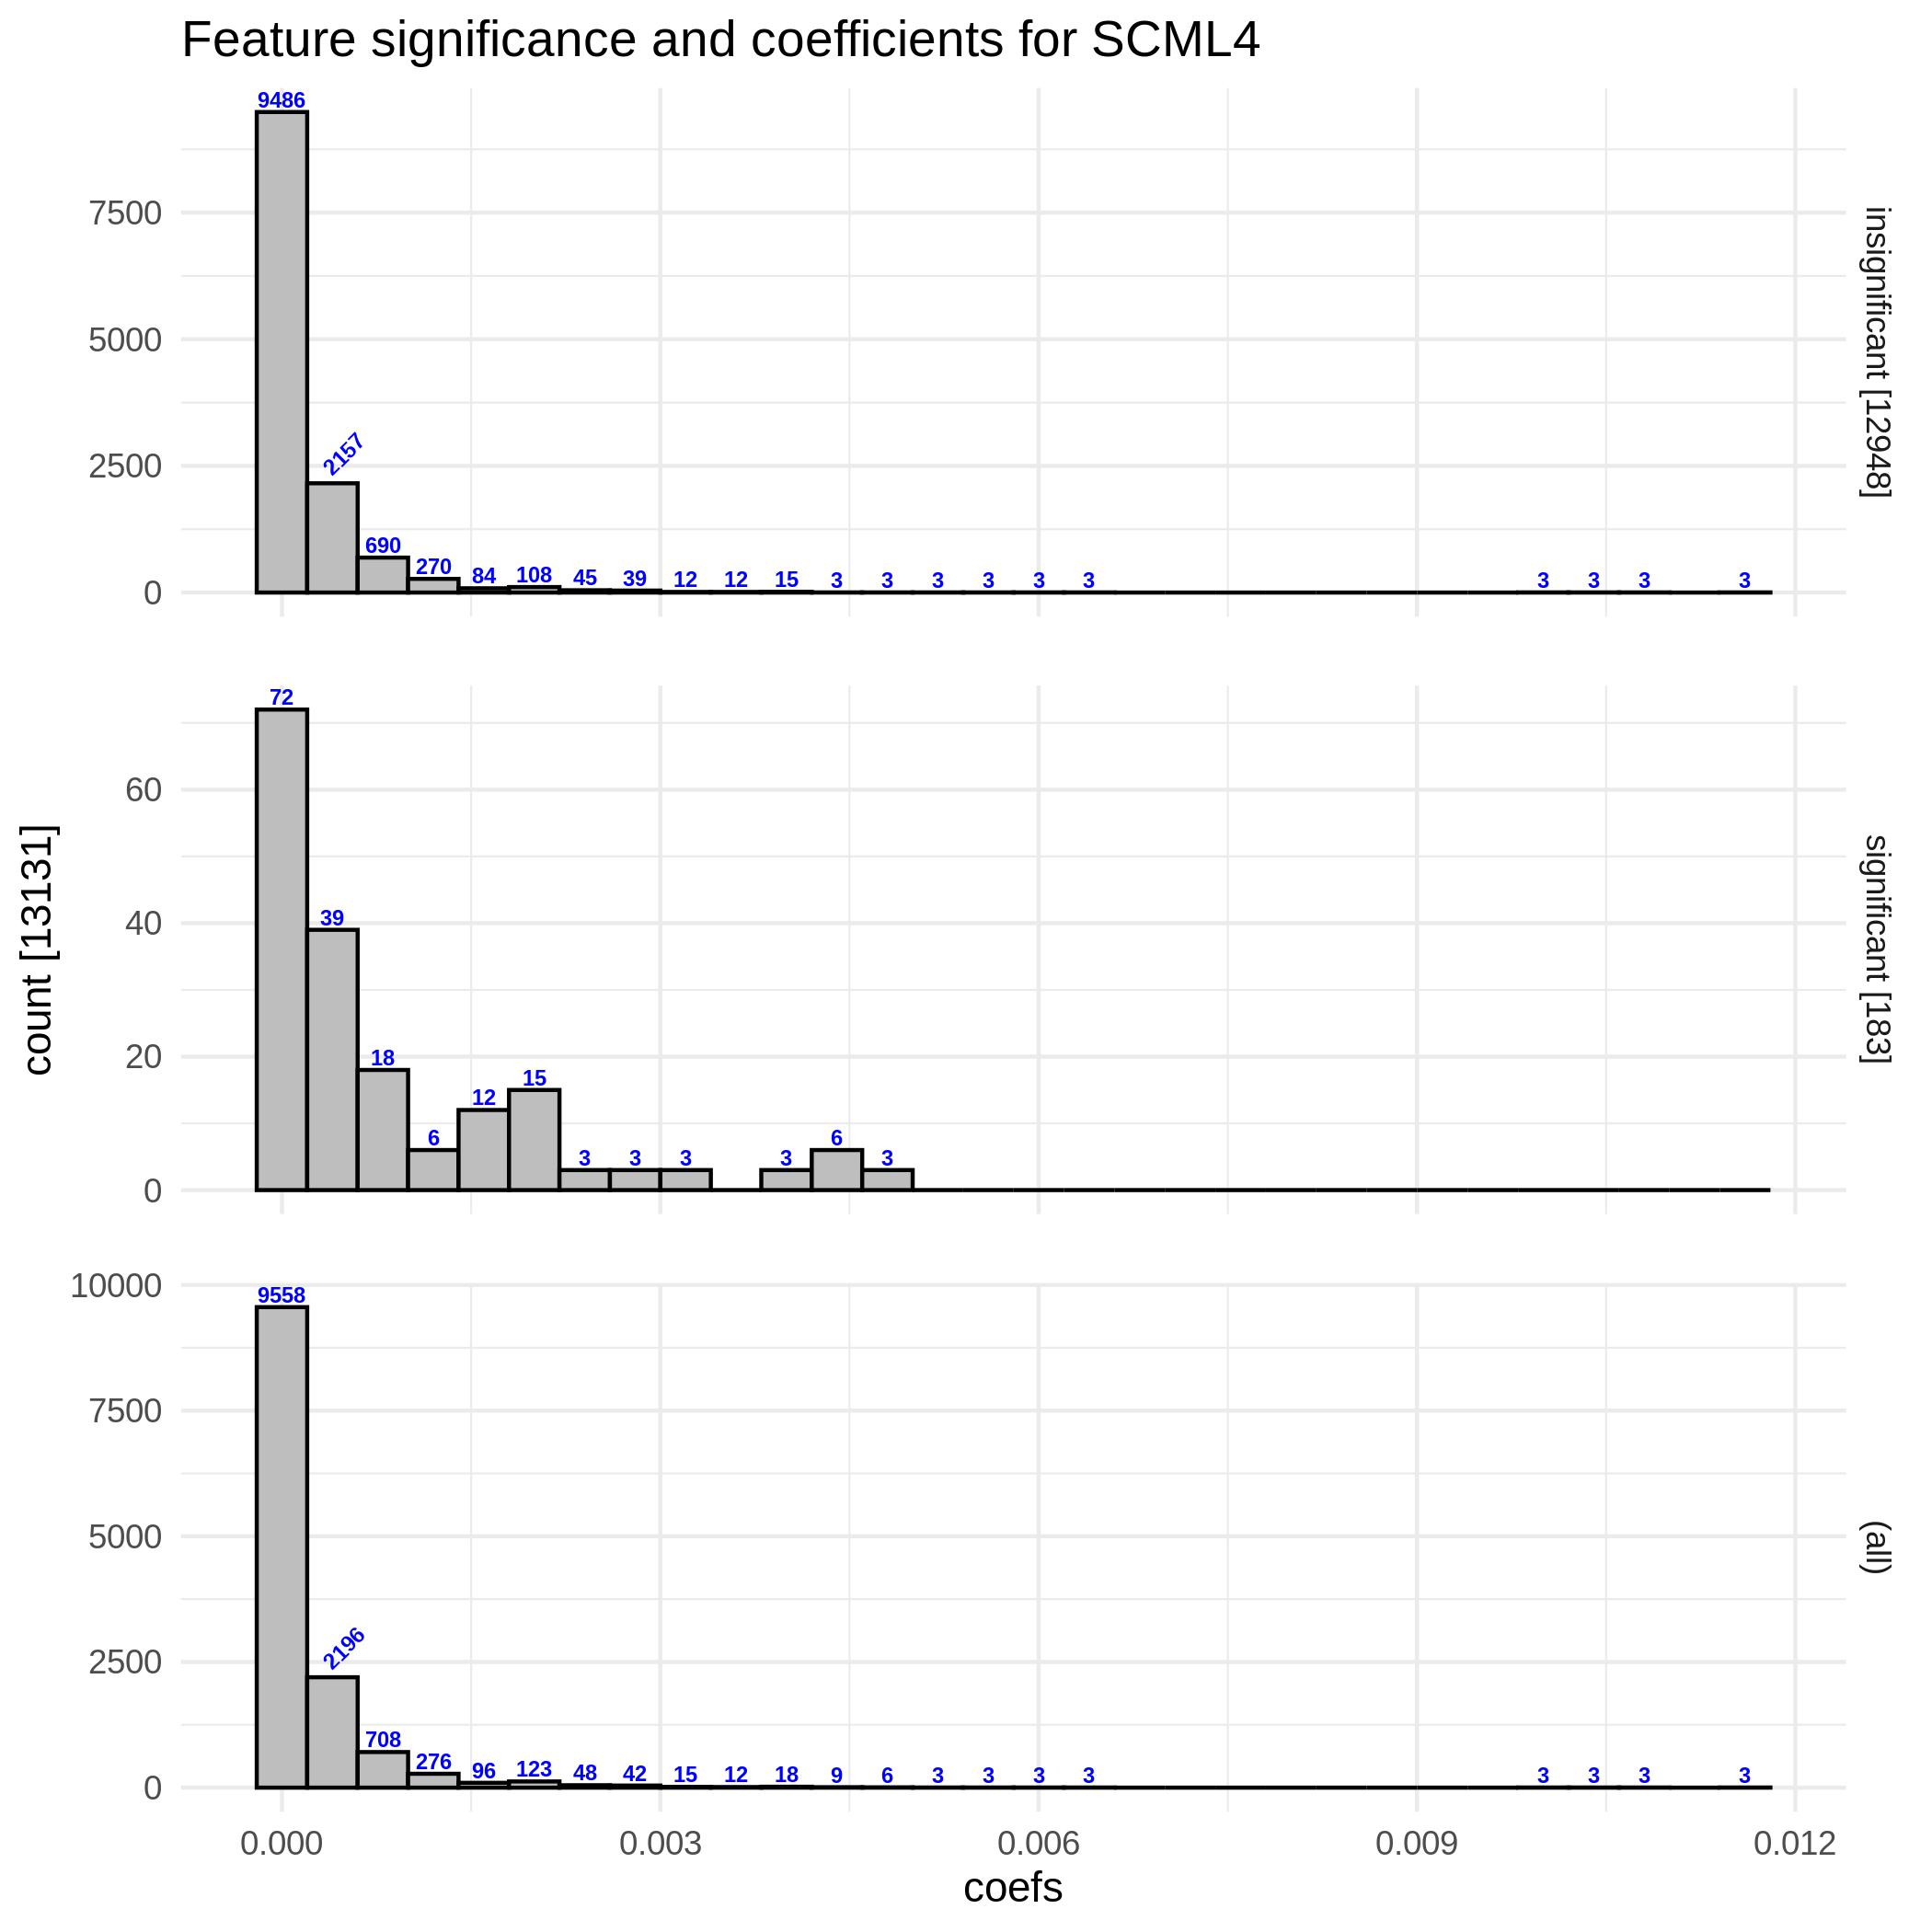 Feature significance and coefficients for SCML4
9486
2157
690 270 84 108 45 39 12 12 15 3 3 3 3 3 3 3 3 3 3
7500
5000
2500
0
insignificant [12948]
72
39
18
6
12
15
3 3 3 3 6 3
60
40
20
0
significant [183]
count [13131]
9558
2196
708 276 96 123 48 42 15 12 18 9 6 3 3 3 3 3 3 3 3
10000
7500
5000
2500
0
(all)
0.000 0.003 0.006 0.009 0.012
coefs